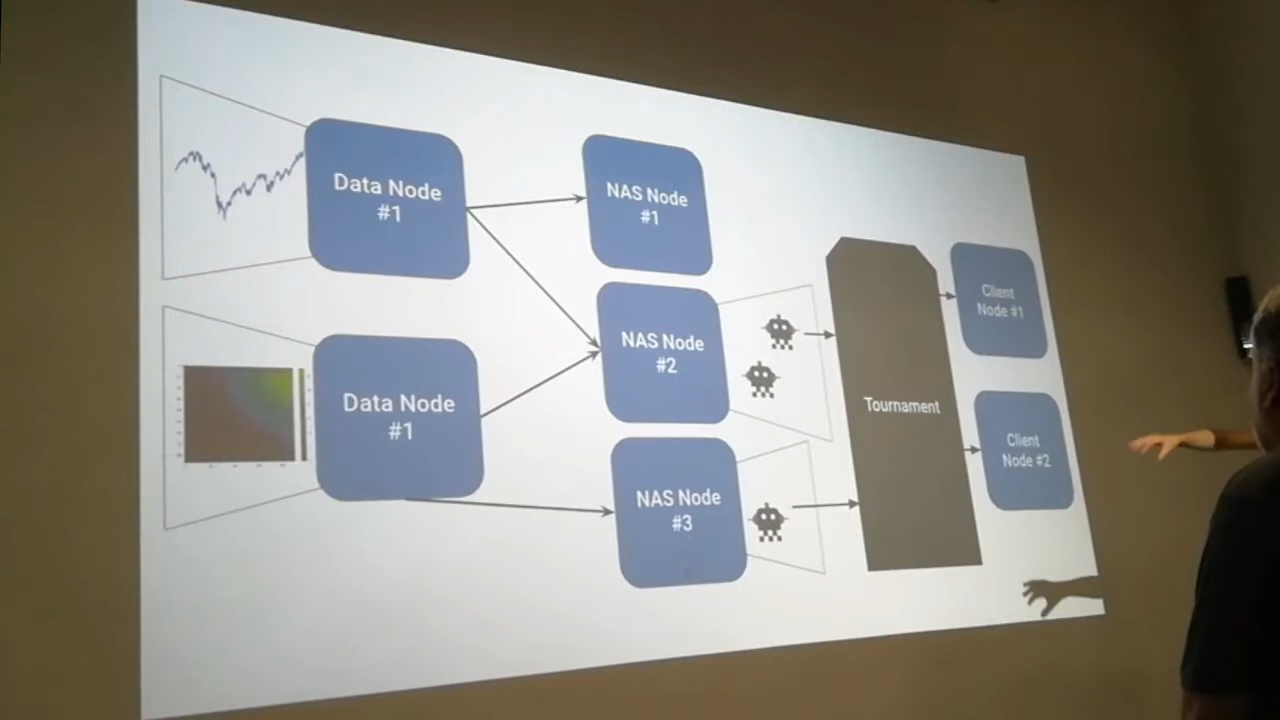 Data Node
#1
NAS Node
#1
Data Node
#1
NAS Node
#2
NAS Node
#3
Tournament
Client
Node #1
Client
Node #2